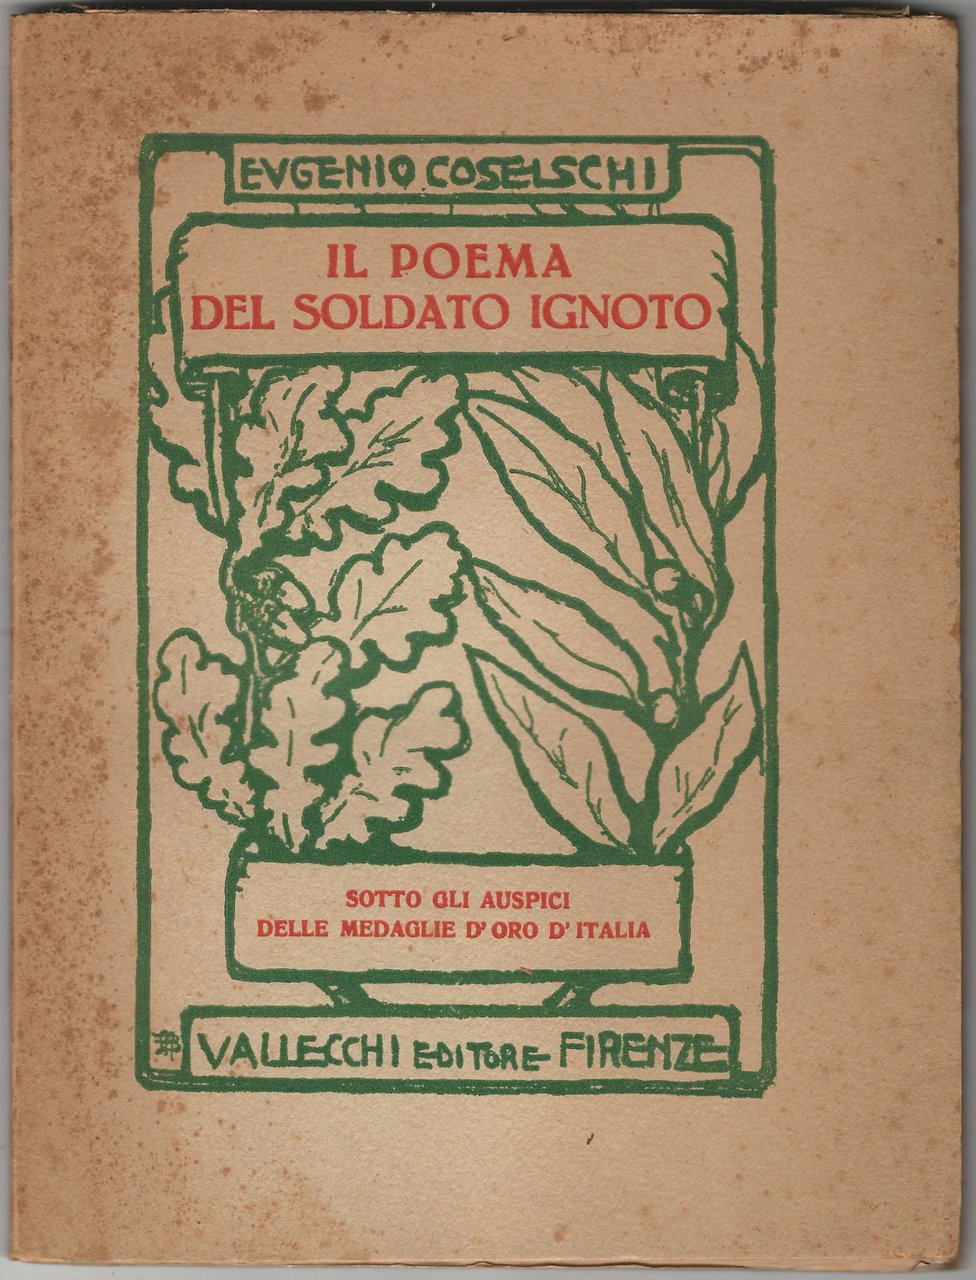 EVGENIO COSELSCHI
IL POEMA
DEL SOLDATO IGNOTO
SOTTO GLI AUSPICI
DELLE MEDAGLIE D'ORO D'ITALIA
VALLECCHI EDITORE FIRENZE